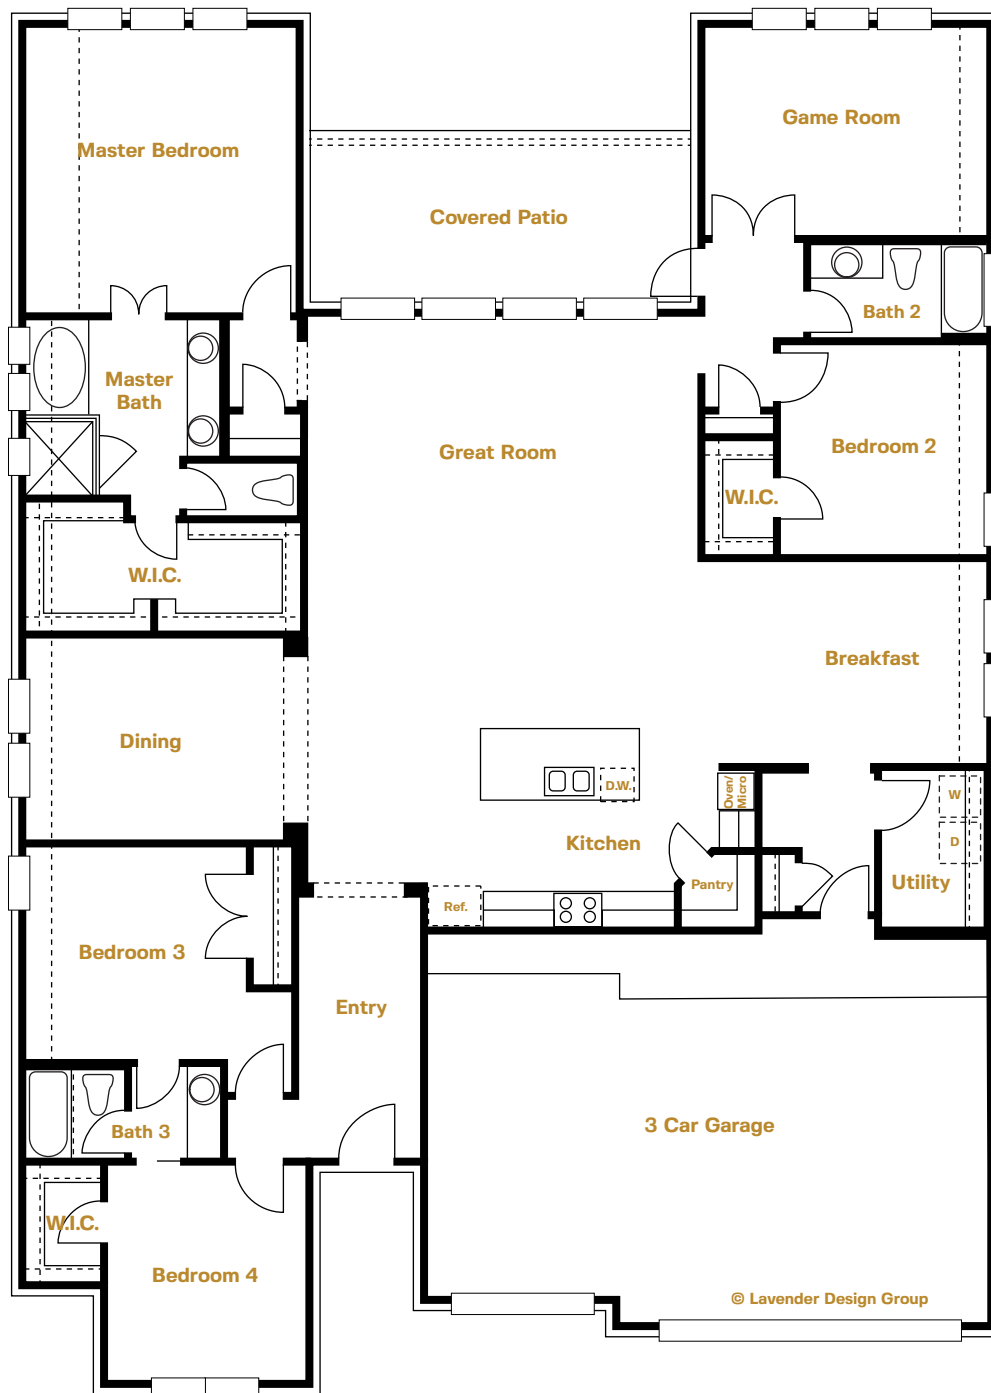 Game Room
Master Bedroom
Covered Patio
Bath 2
Master
Bath
Great Room
Bedroom 2
W.I.C.
W.I.C.
Breakfast
Dining
D.W.
Oven/
Micro
W
D
Kitchen
Pantry
Utility
Ref.
Bedroom 3
Entry
Bath 3
3 Car Garage
W.I.C.
Bedroom 4
© Lavender Design Group